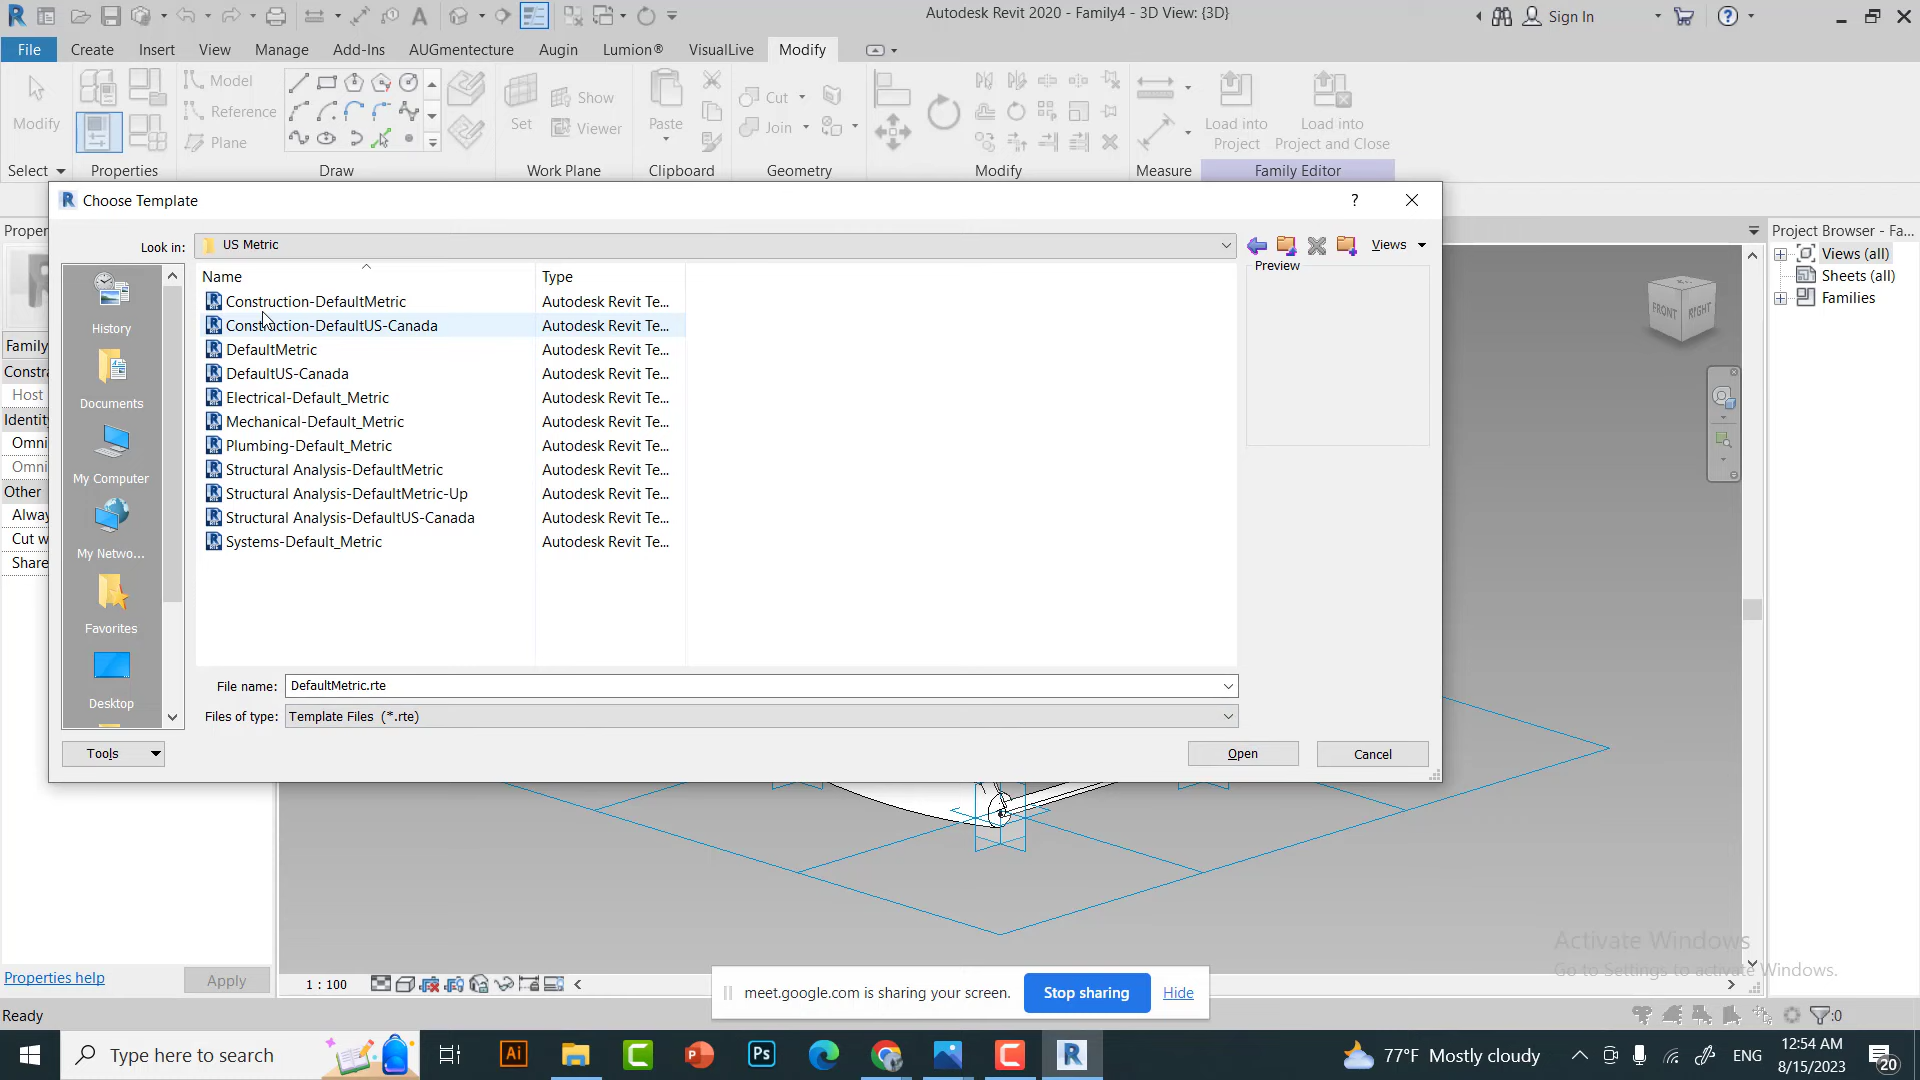 Autodesk Revit 2020 - Family4 - 3D View: {3D}
Sign In
File Create Insert View Manage Add-Ins AUGmentecture Augin Lumion® VisualLive Modify
Modify
Model
Reference
Plane
Set
Show
Viewer
Paste
Cut
Join
Load into Project
Load into Project and Close
Select Properties Draw Work Plane Clipboard Geometry Modify Measure Family Editor
Choose Template
Look in: US Metric
Views
Preview
Name Type
Construction-DefaultMetric Autodesk Revit Te...
Construction-DefaultUS-Canada Autodesk Revit Te...
DefaultMetric Autodesk Revit Te...
DefaultUS-Canada Autodesk Revit Te...
Electrical-Default_Metric Autodesk Revit Te...
Mechanical-Default_Metric Autodesk Revit Te...
Plumbing-Default_Metric Autodesk Revit Te...
Structural Analysis-DefaultMetric Autodesk Revit Te...
Structural Analysis-DefaultMetric-Up Autodesk Revit Te...
Structural Analysis-DefaultUS-Canada Autodesk Revit Te...
Systems-Default_Metric Autodesk Revit Te...
History
Documents
My Computer
My Netwo...
Favorites
Desktop
File name: DefaultMetric.rte
Files of type: Template Files (*.rte)
Tools
Open
Cancel
Proper
Family
Constra
Host
Identit
Omni
Omni
Other
Alway
Cut w
Share
Properties help
Apply
Project Browser - Fa...
Views (all)
Sheets (all)
Families
FRONT RIGHT
Activate Windows
Go to Settings to activate Windows.
1 : 100
meet.google.com is sharing your screen.
Stop sharing
Hide
Ready
:0
Type here to search
77°F Mostly cloudy
ENG
12:54 AM
8/15/2023
20